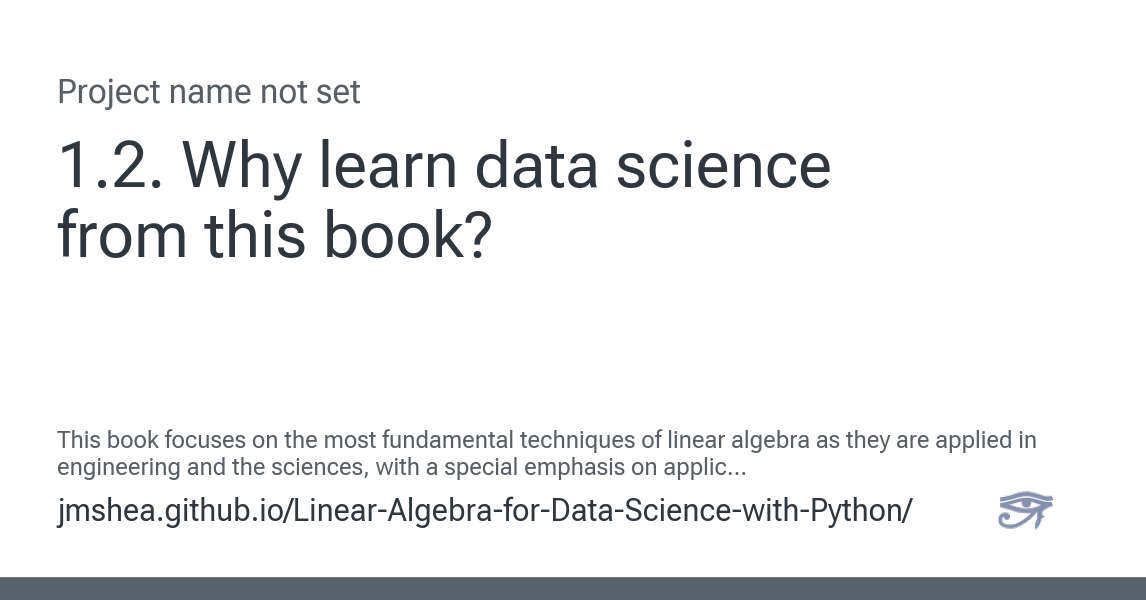 Project name not set
1.2. Why learn data science
from this book?
This book focuses on the most fundamental techniques of linear algebra as they are applied in
engineering and the sciences, with a special emphasis on applic...
jmshea.github.io/Linear-Algebra-for-Data-Science-with-Python/